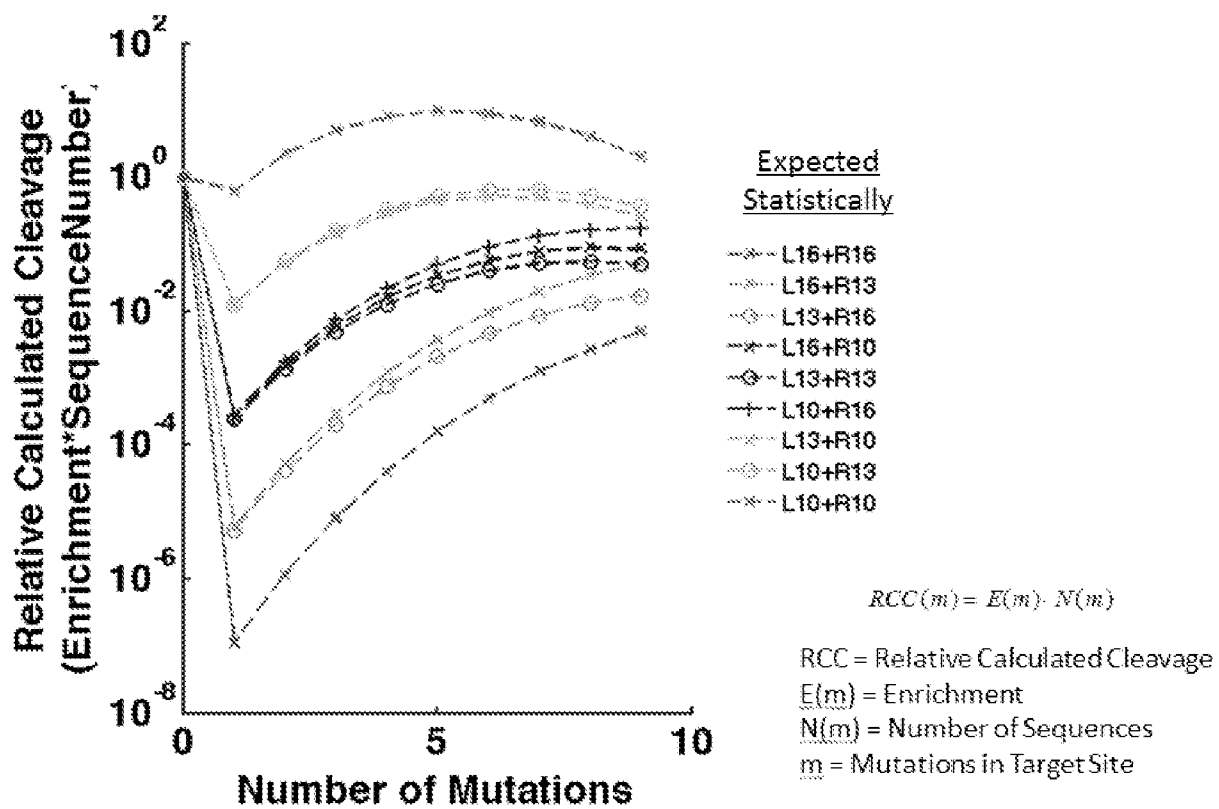 10^2
10^0
10^-2
10^-4
10^-6
10^-8
Relative Calculated Cleavage
(Enrichment*SequenceNumber)
0
5
10
Number of Mutations
Expected
Statistically
L16+R16
L16+R13
L13+R16
L16+R10
L13+R13
L10+R16
L13+R10
L10+R13
L10+R10
RCC(m) = E(m) · N(m)
RCC = Relative Calculated Cleavage
E(m) = Enrichment
N(m) = Number of Sequences
m = Mutations in Target Site